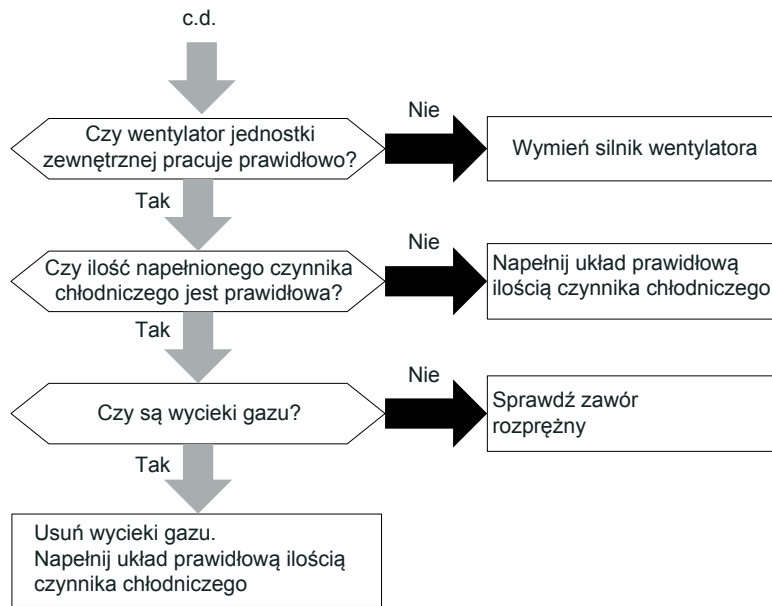 c.d.
Czy wentylator jednostki
zewnętrznej pracuje prawidłowo?
Nie
Wymień silnik wentylatora
Tak
Czy ilość napełnionego czynnika
chłodniczego jest prawidłowa?
Nie
Napełnij układ prawidłową
ilością czynnika chłodniczego
Tak
Czy są wycieki gazu?
Nie
Sprawdź zawór
rozprężny
Tak
Usuń wycieki gazu.
Napełnij układ prawidłową ilością
czynnika chłodniczego